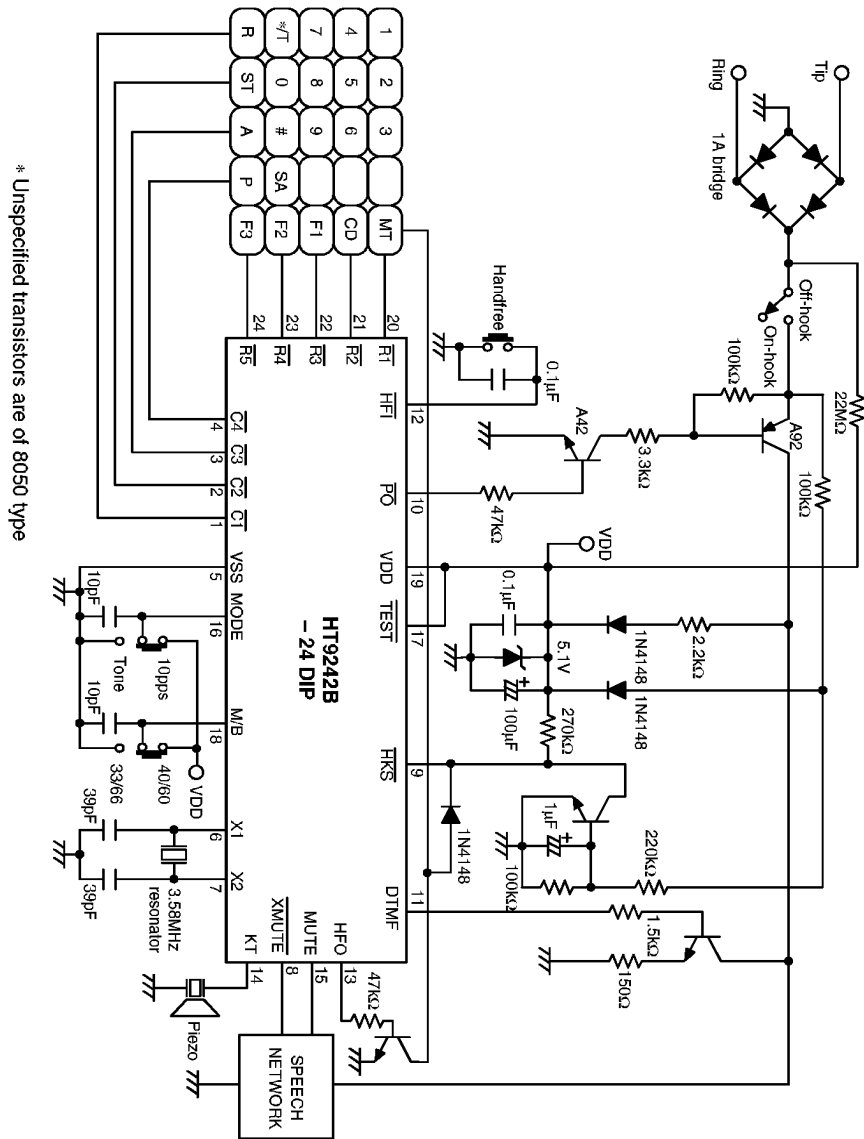 Tip
Ring
1A bridge
Off-hook
On-hook
22MΩ
100kΩ
A92
100kΩ
3.3kΩ
A42
47kΩ
VDD
2.2kΩ
1N4148
1N4148
5.1V
0.1µF
100µF
270kΩ
220kΩ
1µF
100kΩ
1N4148
1.5kΩ
150Ω
Handfree
0.1µF
1 2 3 MT
4 5 6 CD
7 8 9 F1
*/T 0 # SA F2
R ST A P F3
20 R1
21 R2
22 R3
23 R4
24 R5
12 HFI
10 PO
19 VDD
17 TEST
9 HKS
11 DTMF
HT9242B
– 24 DIP
13 HFO
15 MUTE
8 XMUTE
14 KT
C4 4
C3 3
C2 2
C1 1
VSS 5
MODE 16
M/B 18
X1 6
X2 7
47kΩ
SPEECH
NETWORK
Piezo
10pF
10pps
Tone
10pF
40/60
33/66
VDD
39pF
39pF
3.58MHz
resonator
* Unspecified transistors are of 8050 type